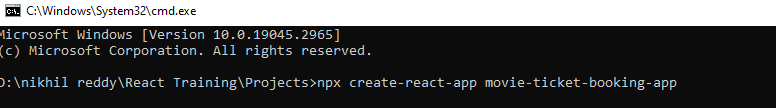 C:\Windows\System32\cmd.exe
Microsoft Windows [Version 10.0.19045.2965]
(c) Microsoft Corporation. All rights reserved.
D:\nikhil reddy\React Training\Projects>npx create-react-app movie-ticket-booking-app